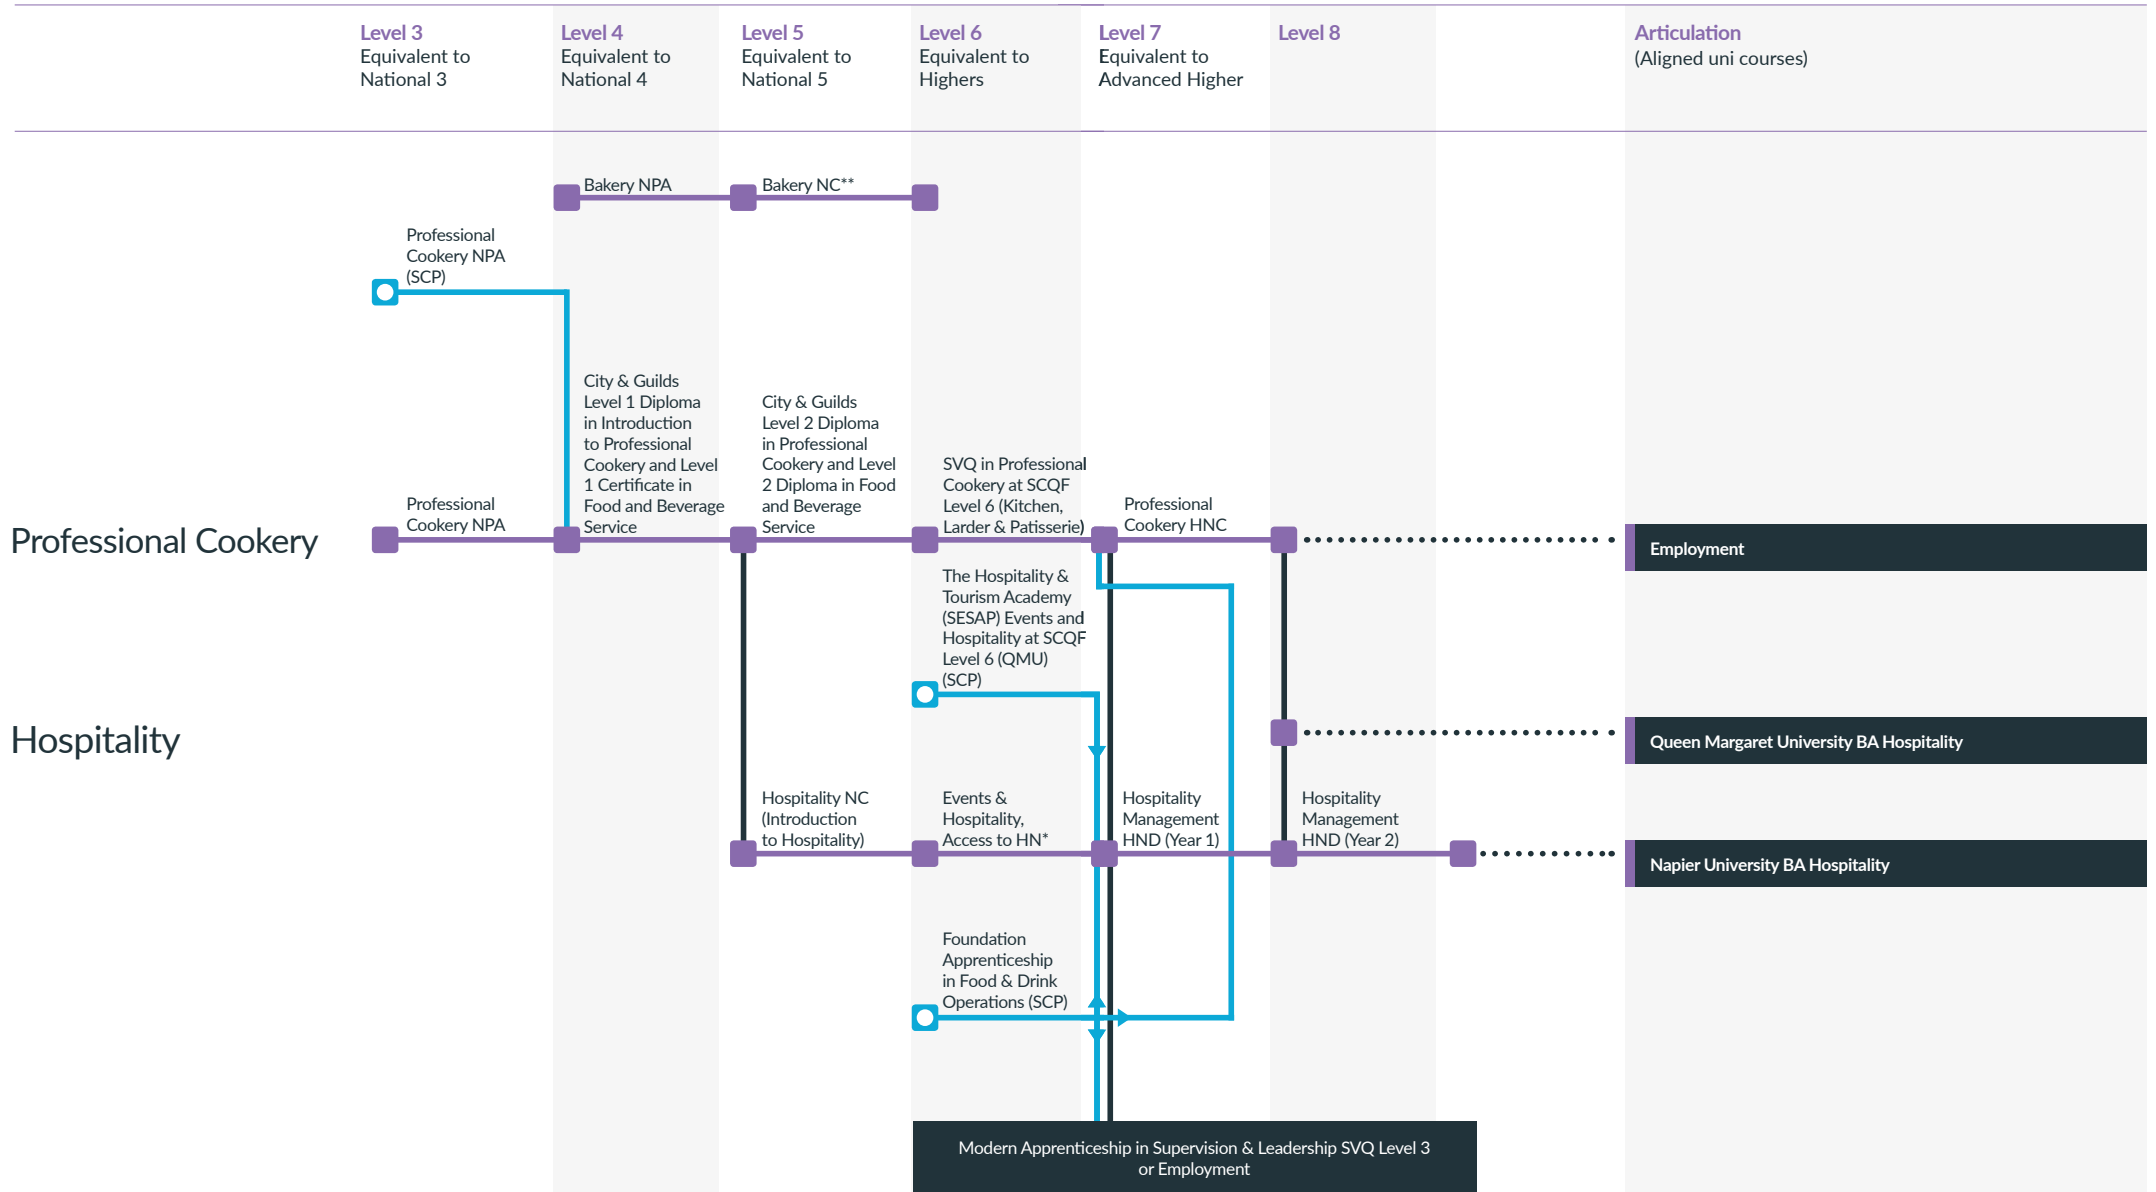 Level 3
Equivalent to
National 3
Level 4
Equivalent to
National 4
Level 5
Equivalent to
National 5
Level 6
Equivalent to
Highers
Level 7
Equivalent to
Advanced Higher
Level 8
Articulation
(Aligned uni courses)
Bakery NPA
Bakery NC**
Professional
Cookery NPA
(SCP)
Professional Cookery
Professional
Cookery NPA
City & Guilds
Level 1 Diploma
in Introduction
to Professional
Cookery and Level
1 Certificate in
Food and Beverage
Service
City & Guilds
Level 2 Diploma
in Professional
Cookery and Level
2 Diploma in Food
and Beverage
Service
SVQ in Professional
Cookery at SCQF
Level 6 (Kitchen,
Larder & Patisserie)
Professional
Cookery HNC
Employment
The Hospitality &
Tourism Academy
(SESAP) Events and
Hospitality at SCQF
Level 6 (QMU)
(SCP)
Hospitality
Queen Margaret University BA Hospitality
Hospitality NC
(Introduction
to Hospitality)
Events &
Hospitality,
Access to HN*
Hospitality
Management
HND (Year 1)
Hospitality
Management
HND (Year 2)
Napier University BA Hospitality
Foundation
Apprenticeship
in Food & Drink
Operations (SCP)
Modern Apprenticeship in Supervision & Leadership SVQ Level 3
or Employment